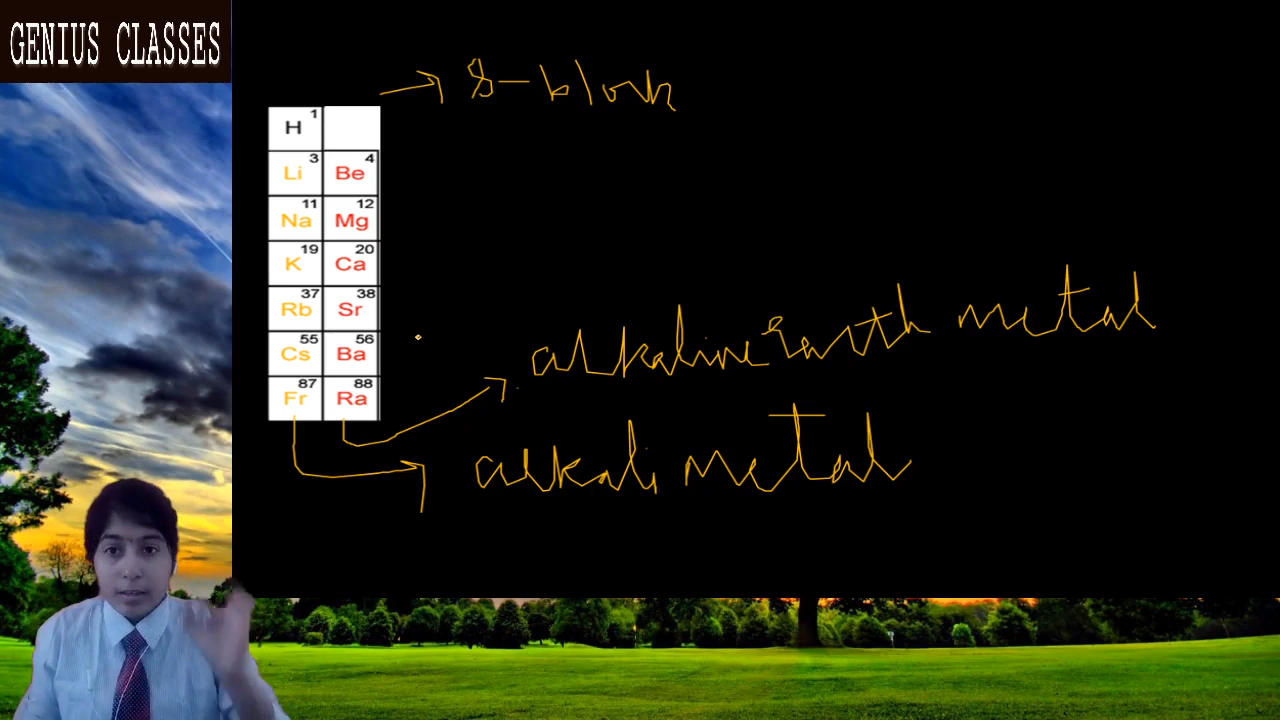 GENIUS CLASSES
s-block
H 1
Li 3 Be 4
Na 11 Mg 12
K 19 Ca 20
Rb 37 Sr 38
Cs 55 Ba 56
Fr 87 Ra 88
alkaline Earth metal
alkali metal